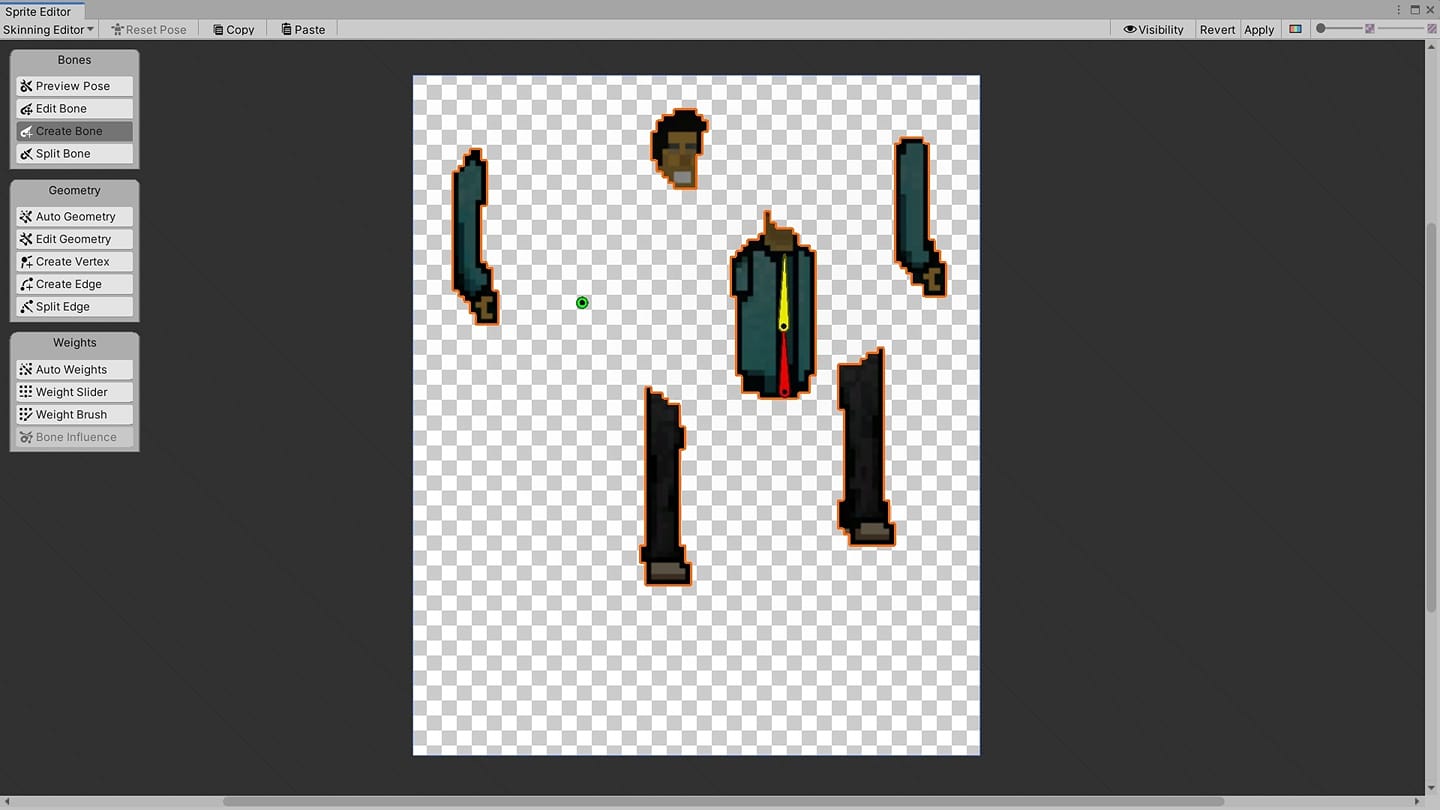 Sprite Editor
Skinning Editor Reset Pose Copy Paste Visibility Revert Apply
Bones
Preview Pose
Edit Bone
Create Bone
Split Bone
Geometry
Auto Geometry
Edit Geometry
Create Vertex
Create Edge
Split Edge
Weights
Auto Weights
Weight Slider
Weight Brush
Bone Influence